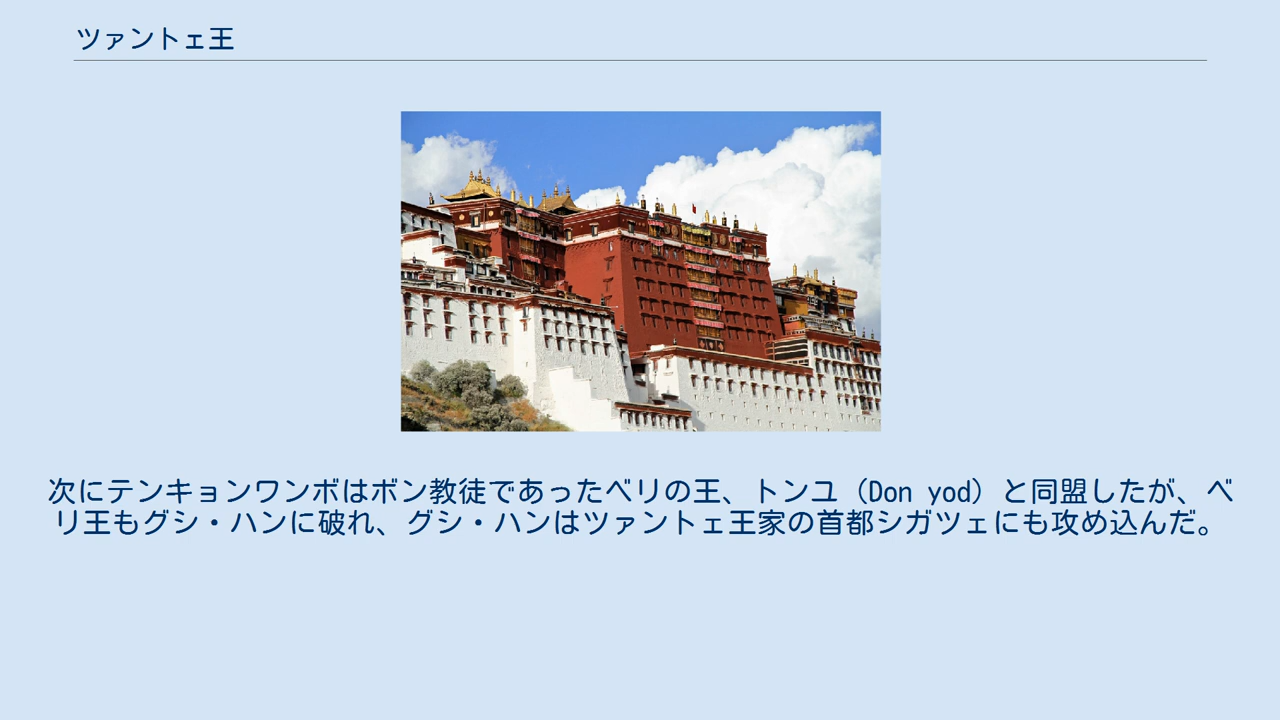 ツァントェ王
次にテンキョンワンボはボン教徒であったベリの王、トンユ（Don yod）と同盟したが、ベ
リ王もグシ・ハンに破れ、グシ・ハンはツァントェ王家の首都シガツェにも攻め込んだ。